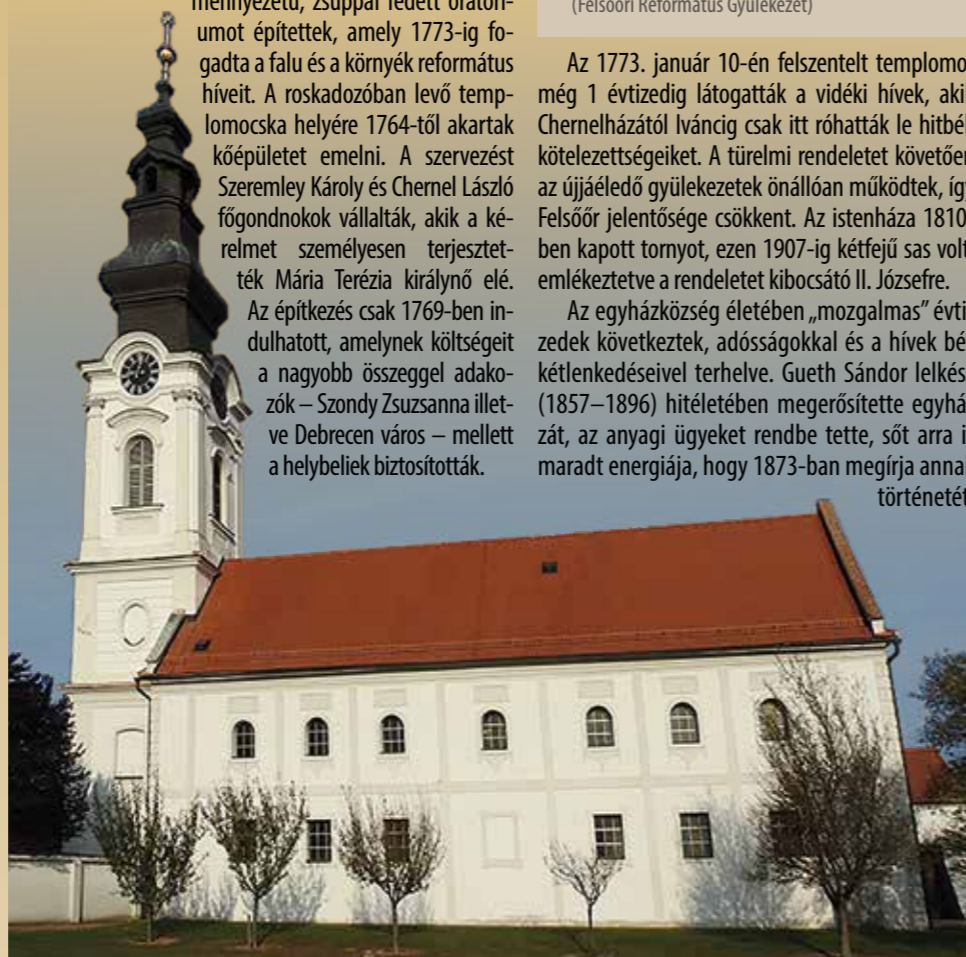 mennyezetű, zsúppal fedett oratóri-
umot építettek, amely 1773-ig fo-
gadta a falu és a környék református
híveit. A roskadozóban levő temp-
lomocska helyére 1764-től akartak
kőépületet emelni. A szervezést
Szeremley Károly és Chernel László
főgondnokok vállalták, akik a ké-
relmet személyesen terjesztet-
ték Mária Terézia királynő elé.
Az építkezés csak 1769-ben in-
dulhatott, amelynek költségeit
a nagyobb összeggel adako-
zók – Szondy Zsuzsanna illet-
ve Debrecen város – mellett
a helybeliek biztosították.
(Felsőőri Református Gyülekezet)
Az 1773. január 10-én felszentelt templomo
még 1 évtizedig látogatták a vidéki hívek, aki
Chernelházától Iváncig csak itt róhatták le hitbél
kötelezettségeiket. A türelmi rendeletet követőer
az újjáéledő gyülekezetek önállóan működtek, így
Felsőőr jelentősége csökkent. Az istenháza 1810
ben kapott tornyot, ezen 1907-ig kétfejű sas volt
emlékeztetve a rendeletet kibocsátó II. Józsefre.
Az egyházközség életében „mozgalmas” évti
zedek következtek, adósságokkal és a hívek bé
kétlenkedéseivel terhelve. Gueth Sándor lelkés
(1857–1896) hitéletében megerősítette egyhá
zát, az anyagi ügyeket rendbe tette, sőt arra i
maradt energiája, hogy 1873-ban megírja annal
történetét